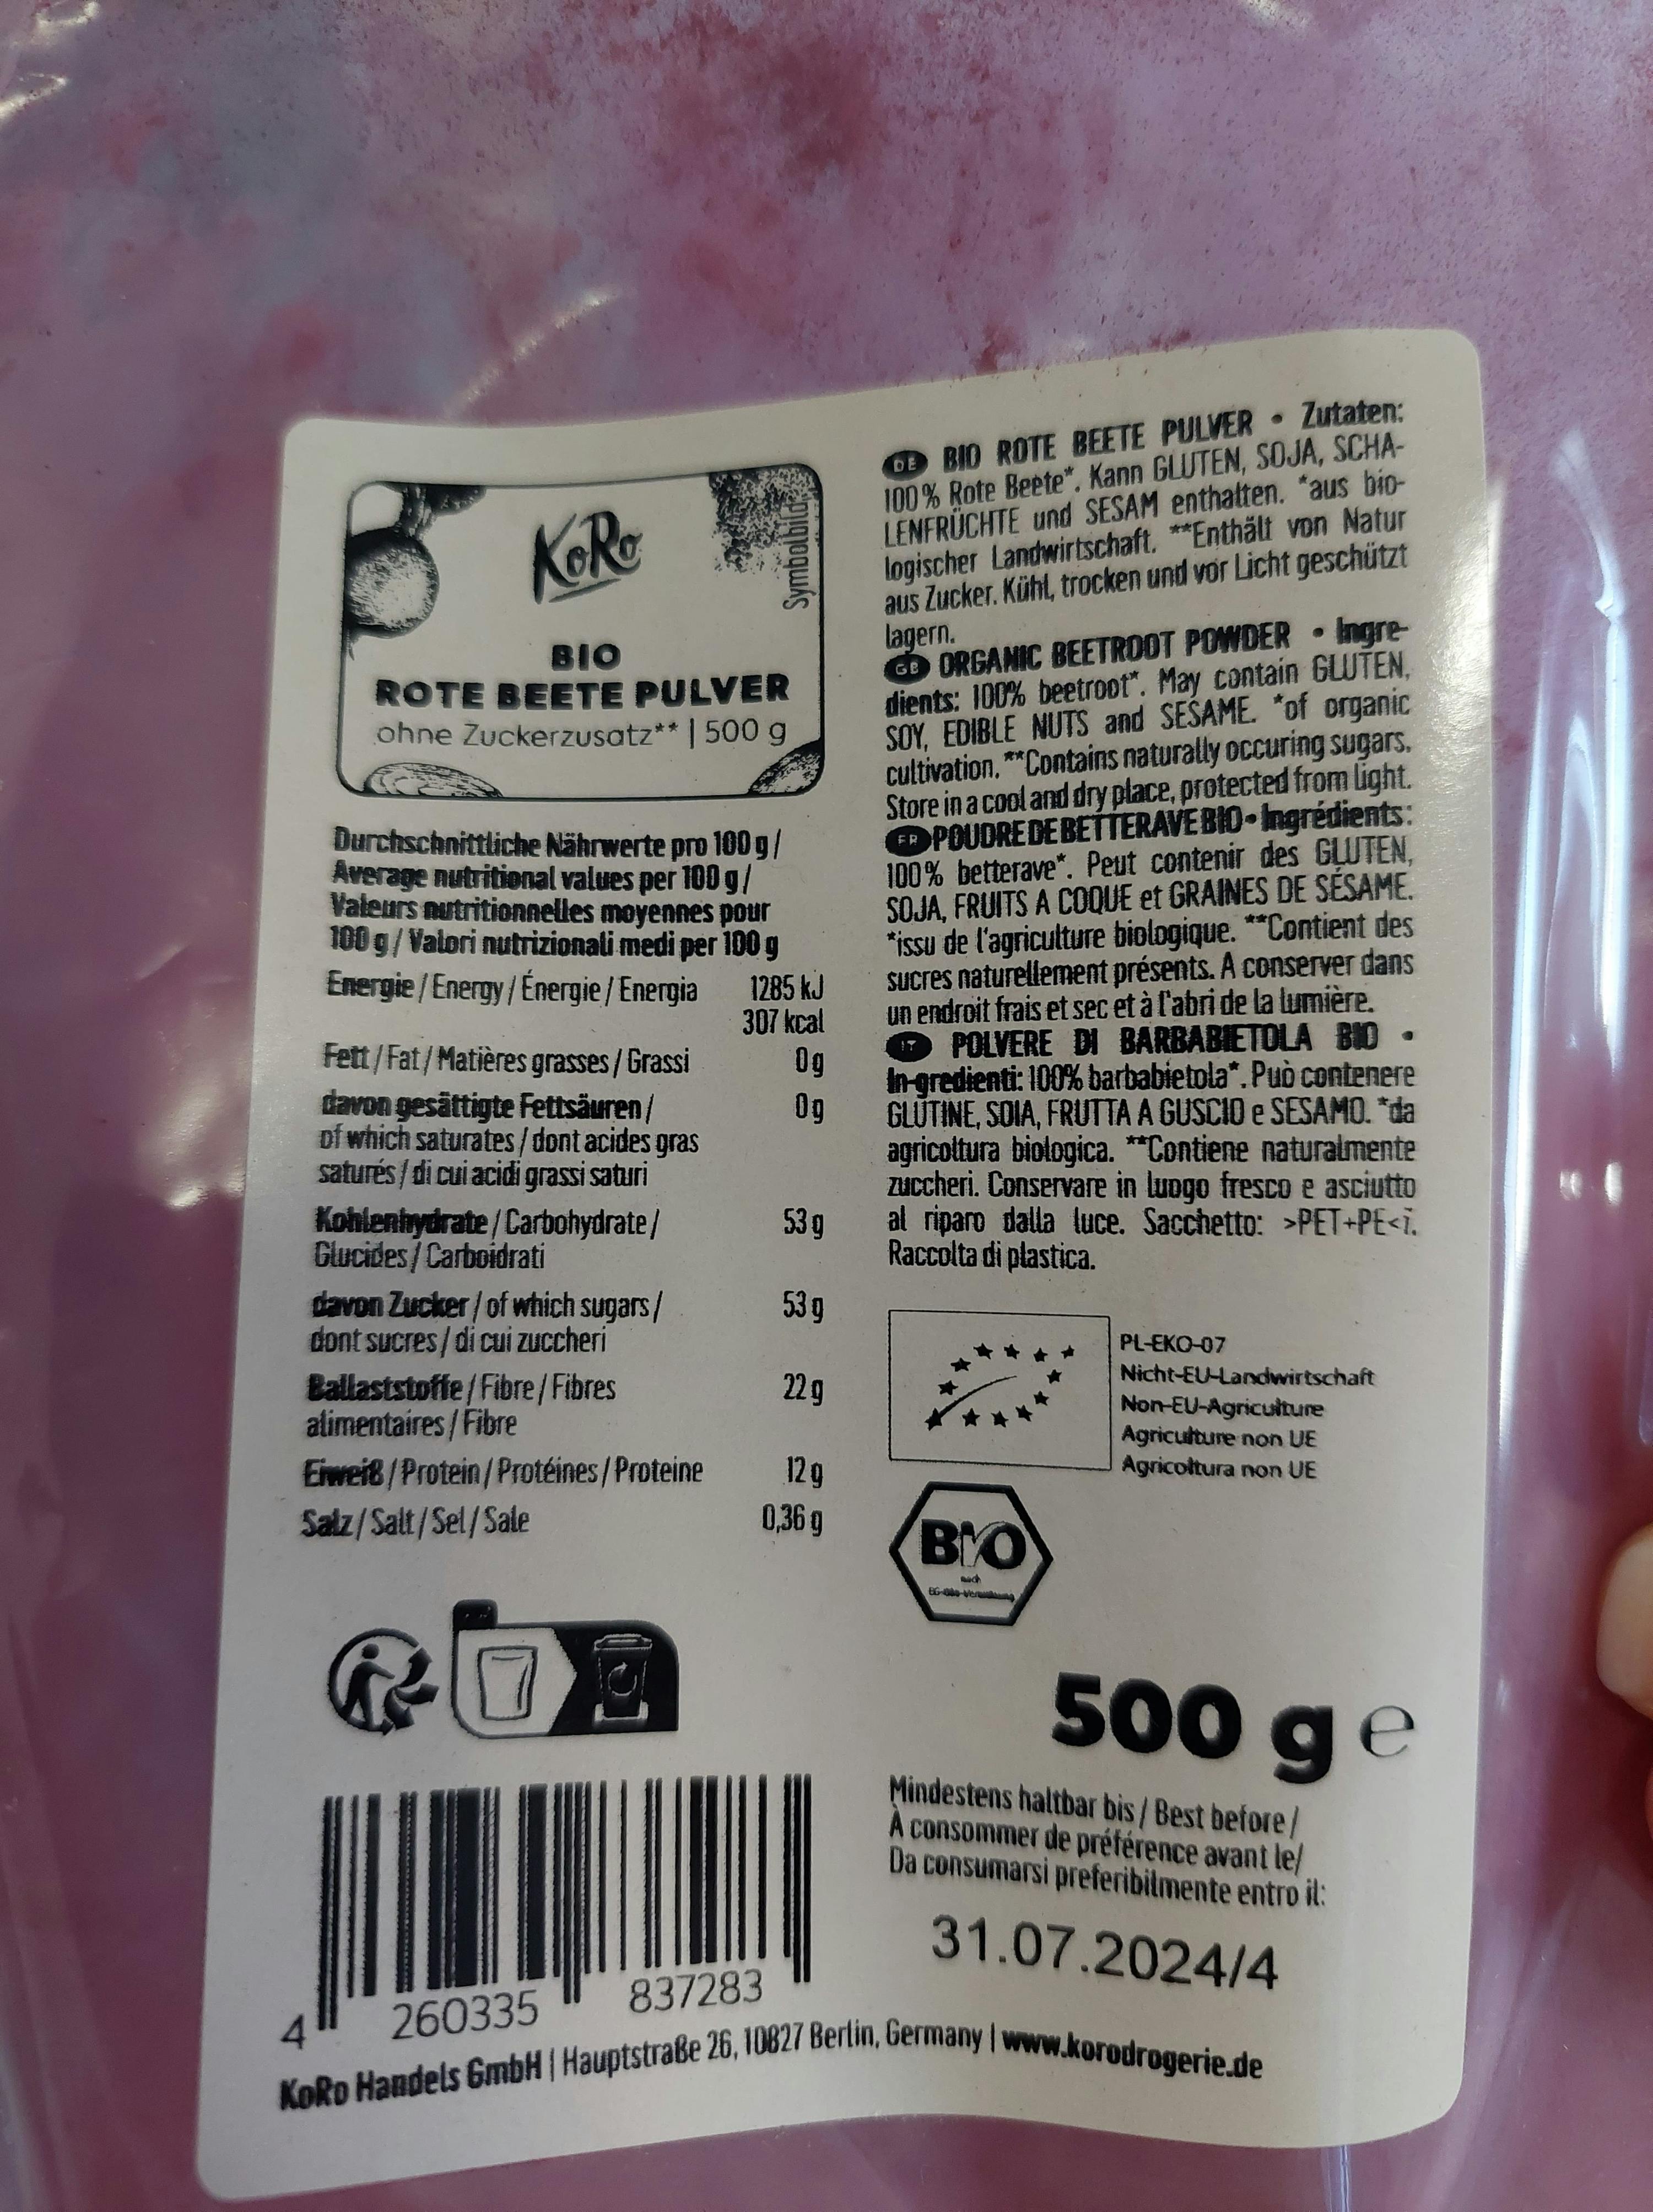 KoRo
Symbolbild
BIO
ROTE BEETE PULVER
ohne Zuckerzusatz** | 500 g
Durchschnittliche Nährwerte pro 100 g /
Average nutritional values per 100 g /
Valeurs nutritionnelles moyennes pour
100 g / Valori nutrizionali medi per 100 g
Energie / Energy / Énergie / Energia 1285 kJ
307 kcal
Fett / Fat / Matières grasses / Grassi 0 g
davon gesättigte Fettsäuren / 0 g
of which saturates / dont acides gras
saturés / di cui acidi grassi saturi
Kohlenhydrate / Carbohydrate / 53 g
Glucides / Carboidrati
davon Zucker / of which sugars / 53 g
dont sucres / di cui zuccheri
Ballaststoffe / Fibre / Fibres 22 g
alimentaires / Fibre
Eiweiß / Protein / Protéines / Proteine 12 g
Salz / Salt / Sel / Sale 0,36 g
4 260335 837283
DE BIO ROTE BEETE PULVER • Zutaten:
100 % Rote Beete*. Kann GLUTEN, SOJA, SCHA-
LENFRÜCHTE und SESAM enthalten. *aus bio-
logischer Landwirtschaft. **Enthält von Natur
aus Zucker. Kühl, trocken und vor Licht geschützt
lagern.
GB ORGANIC BEETROOT POWDER • Ingre-
dients: 100% beetroot*. May contain GLUTEN,
SOY, EDIBLE NUTS and SESAME. *of organic
cultivation. **Contains naturally occuring sugars.
Store in a cool and dry place, protected from light.
FR POUDRE DE BETTERAVE BIO • Ingrédients:
100 % betterave*. Peut contenir des GLUTEN,
SOJA, FRUITS A COQUE et GRAINES DE SÉSAME.
*issu de l'agriculture biologique. **Contient des
sucres naturellement présents. A conserver dans
un endroit frais et sec et à l'abri de la lumière.
IT POLVERE DI BARBABIETOLA BIO •
In-gredienti: 100% barbabietola*. Può contenere
GLUTINE, SOIA, FRUTTA A GUSCIO e SESAMO. *da
agricoltura biologica. **Contiene naturalmente
zuccheri. Conservare in luogo fresco e asciutto
al riparo dalla luce. Sacchetto: >PET+PE<7.
Raccolta di plastica.
PL-EKO-07
Nicht-EU-Landwirtschaft
Non-EU-Agriculture
Agriculture non UE
Agricoltura non UE
BIO
nach
500 g e
Mindestens haltbar bis / Best before /
À consommer de préférence avant le/
Da consumarsi preferibilmente entro il:
31.07.2024/4
KoRo Handels GmbH | Hauptstraße 26, 10827 Berlin, Germany | www.korodrogerie.de